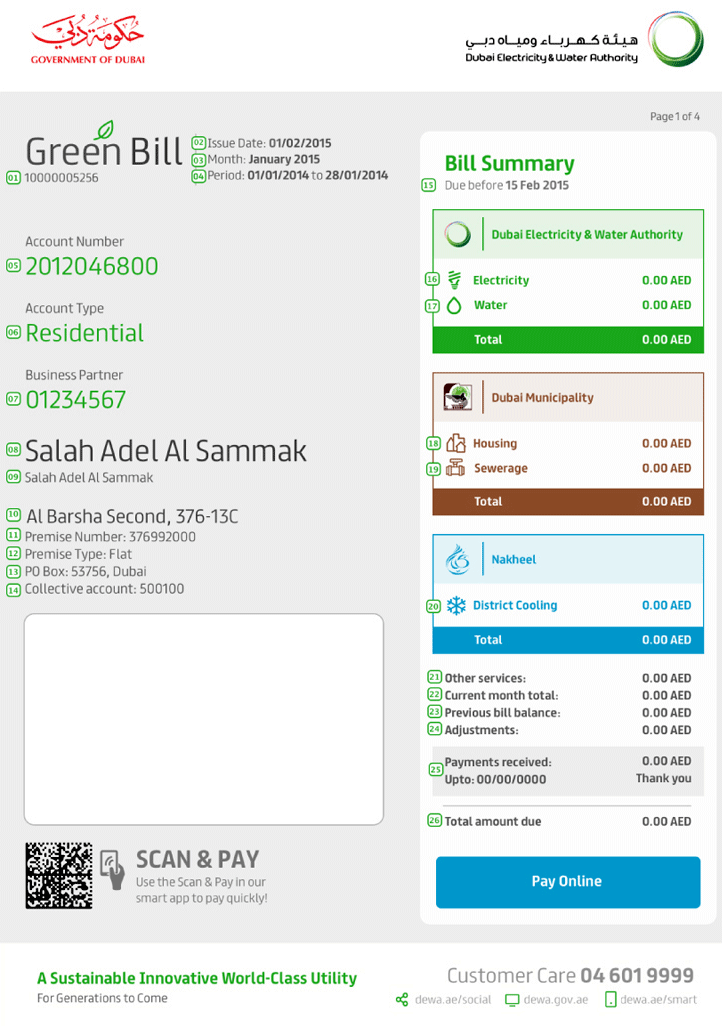 حكومة دبي
GOVERNMENT OF DUBAI
هيئة كهرباء ومياه دبي
Dubai Electricity & Water Authority
Page 1 of 4
Green Bill
01 10000005256
02 Issue Date: 01/02/2015
03 Month: January 2015
04 Period: 01/01/2014 to 28/01/2014
Account Number
05 2012046800
Account Type
06 Residential
Business Partner
07 01234567
08 Salah Adel Al Sammak
09 Salah Adel Al Sammak
10 Al Barsha Second, 376-13C
11 Premise Number: 376992000
12 Premise Type: Flat
13 PO Box: 53756, Dubai
14 Collective account: 500100
SCAN & PAY
Use the Scan & Pay in our
smart app to pay quickly!
Bill Summary
15 Due before 15 Feb 2015
Dubai Electricity & Water Authority
16 Electricity 0.00 AED
17 Water 0.00 AED
Total 0.00 AED
Dubai Municipality
18 Housing 0.00 AED
19 Sewerage 0.00 AED
Total 0.00 AED
Nakheel
20 District Cooling 0.00 AED
Total 0.00 AED
21 Other services: 0.00 AED
22 Current month total: 0.00 AED
23 Previous bill balance: 0.00 AED
24 Adjustments: 0.00 AED
25 Payments received: 0.00 AED
Upto: 00/00/0000 Thank you
26 Total amount due 0.00 AED
Pay Online
A Sustainable Innovative World-Class Utility
For Generations to Come
Customer Care 04 601 9999
dewa.ae/social dewa.gov.ae dewa.ae/smart